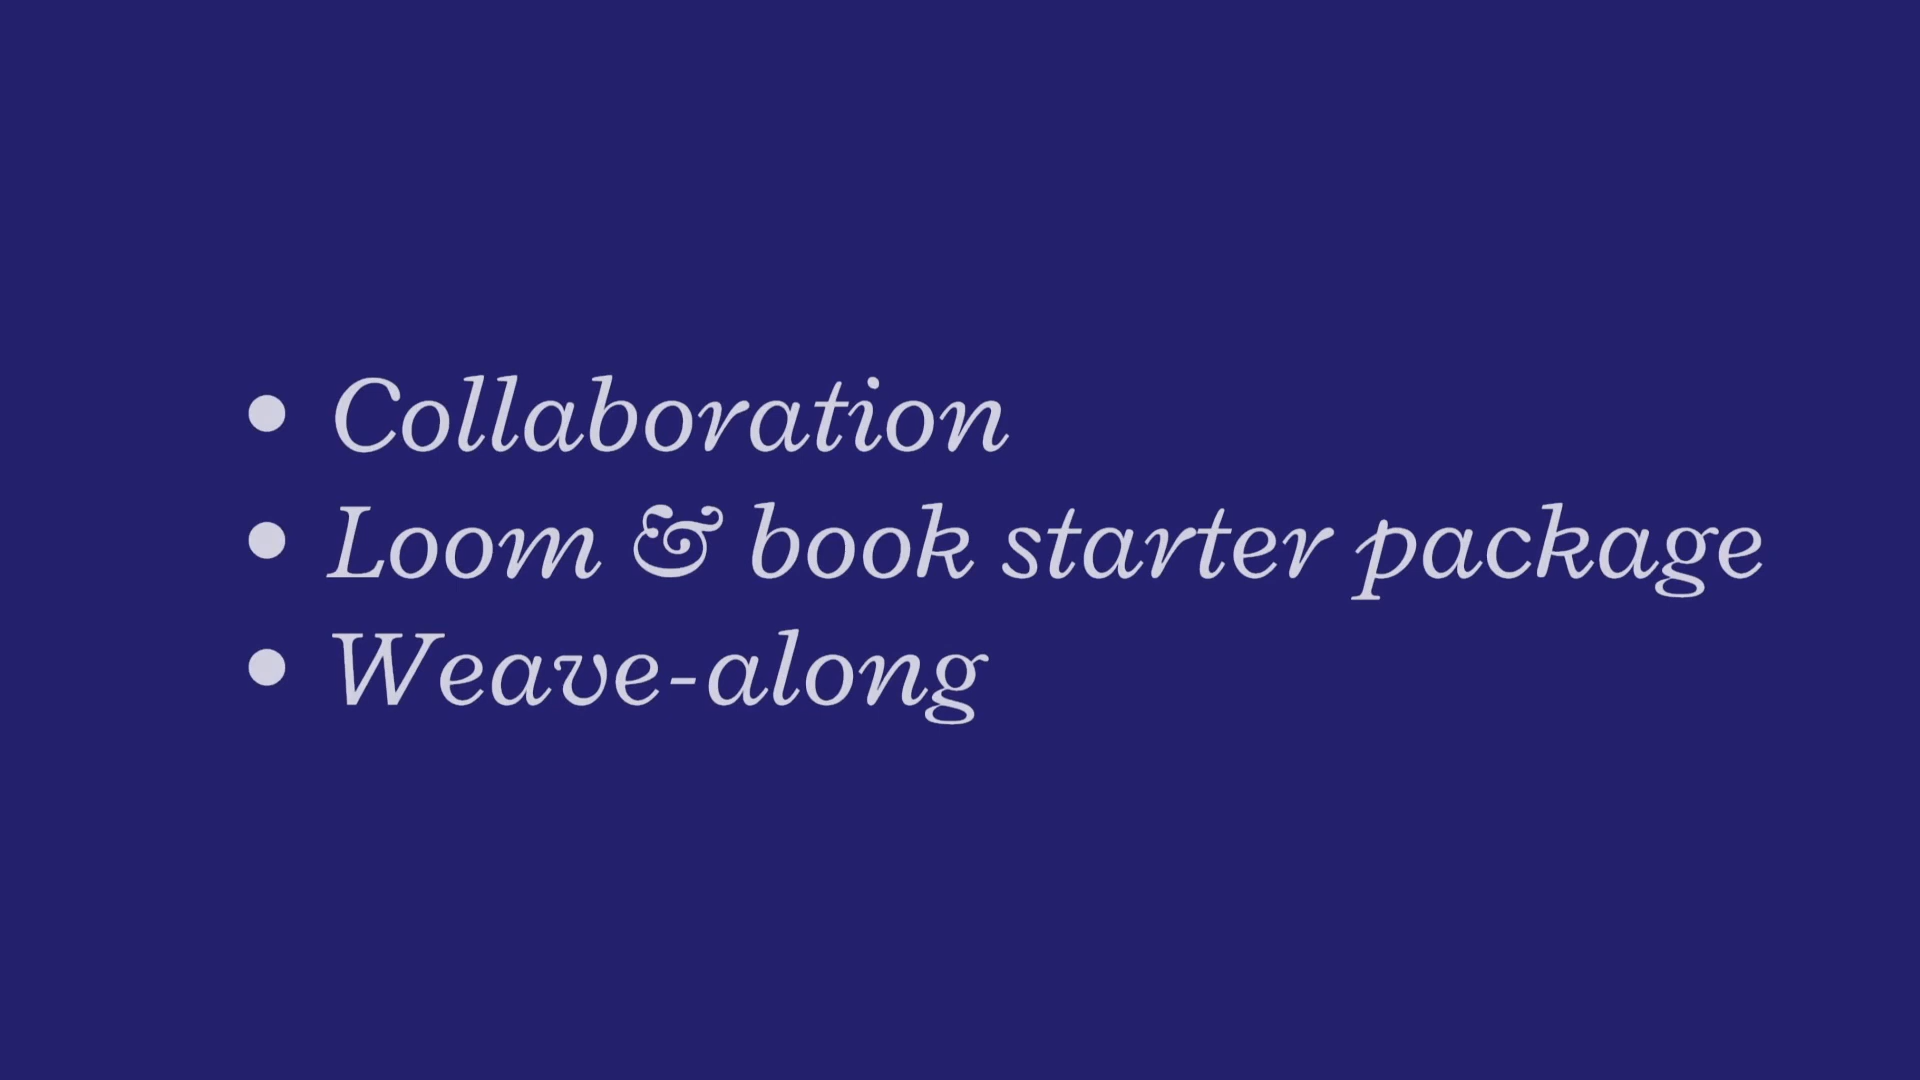 • Collaboration
• Loom & book starter package
• Weave-along